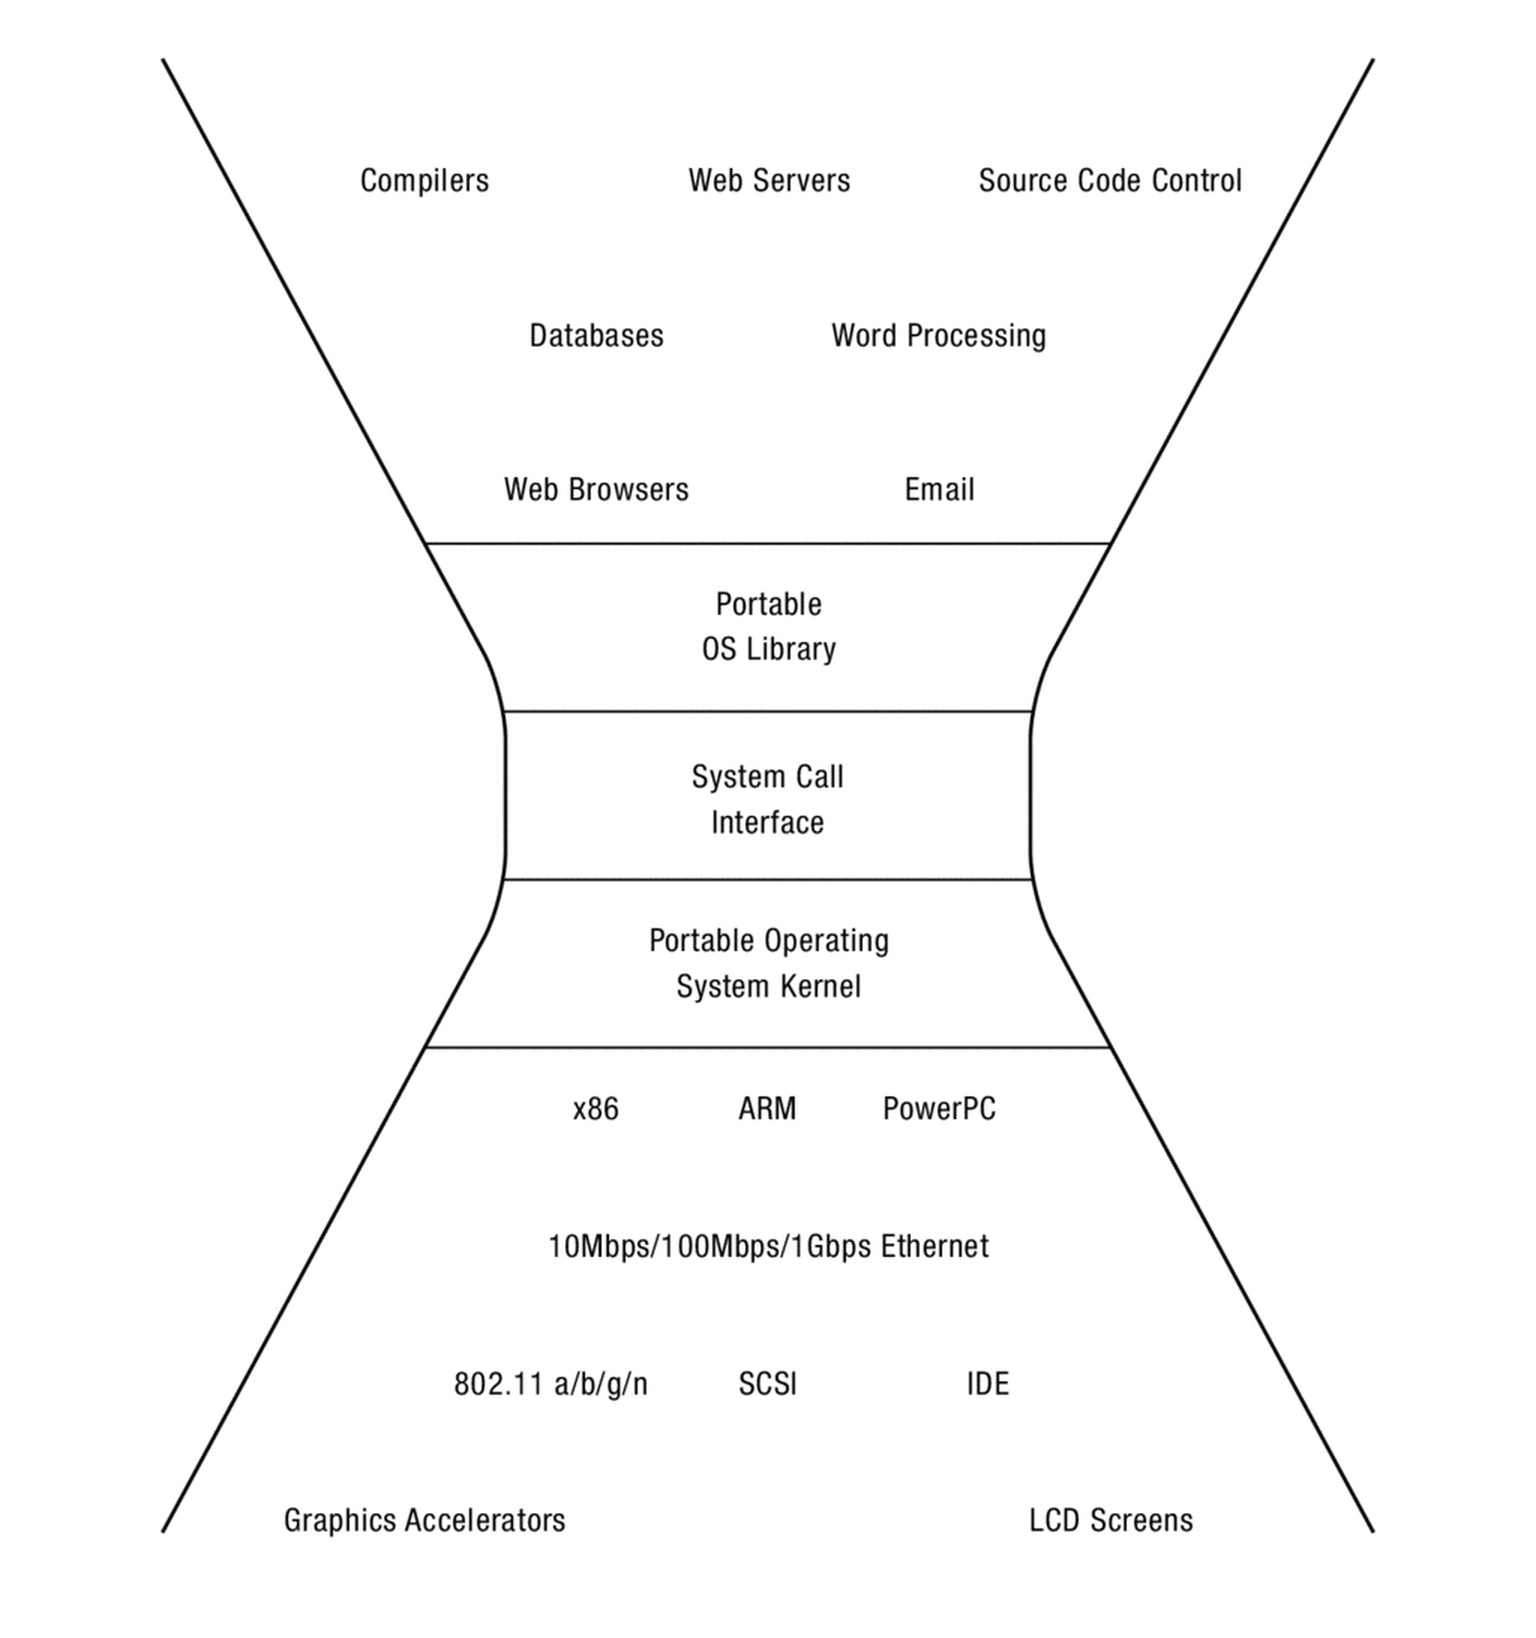 Compilers Web Servers Source Code Control
Databases Word Processing
Web Browsers Email
Portable
OS Library
System Call
Interface
Portable Operating
System Kernel
x86 ARM PowerPC
10Mbps/100Mbps/1Gbps Ethernet
802.11 a/b/g/n SCSI IDE
Graphics Accelerators LCD Screens